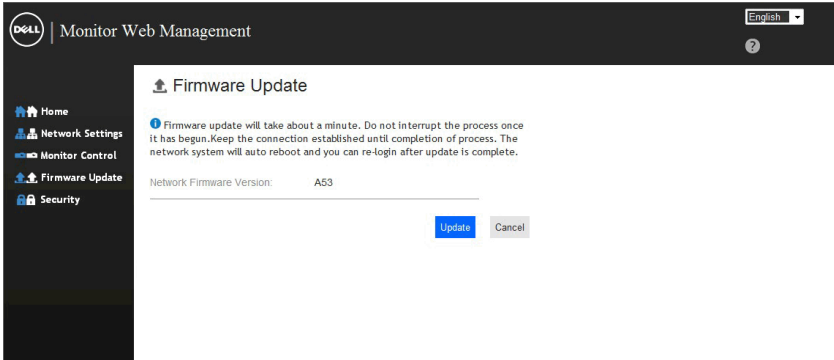 DELL | Monitor Web Management
English
?
Firmware Update
Home
Network Settings
Monitor Control
Firmware Update
Security
i Firmware update will take about a minute. Do not interrupt the process once
it has begun.Keep the connection established until completion of process. The
network system will auto reboot and you can re-login after update is complete.
Network Firmware Version: A53
Update Cancel